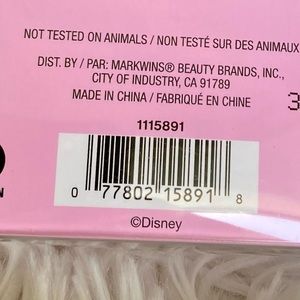 NOT TESTED ON ANIMALS / NON TESTÉ SUR DES ANIMAUX
DIST. BY / PAR: MARKWINS® BEAUTY BRANDS, INC.,
CITY OF INDUSTRY, CA 91789
MADE IN CHINA / FABRIQUÉ EN CHINE
3
1115891
N
0 77802 15891 8
©Disney